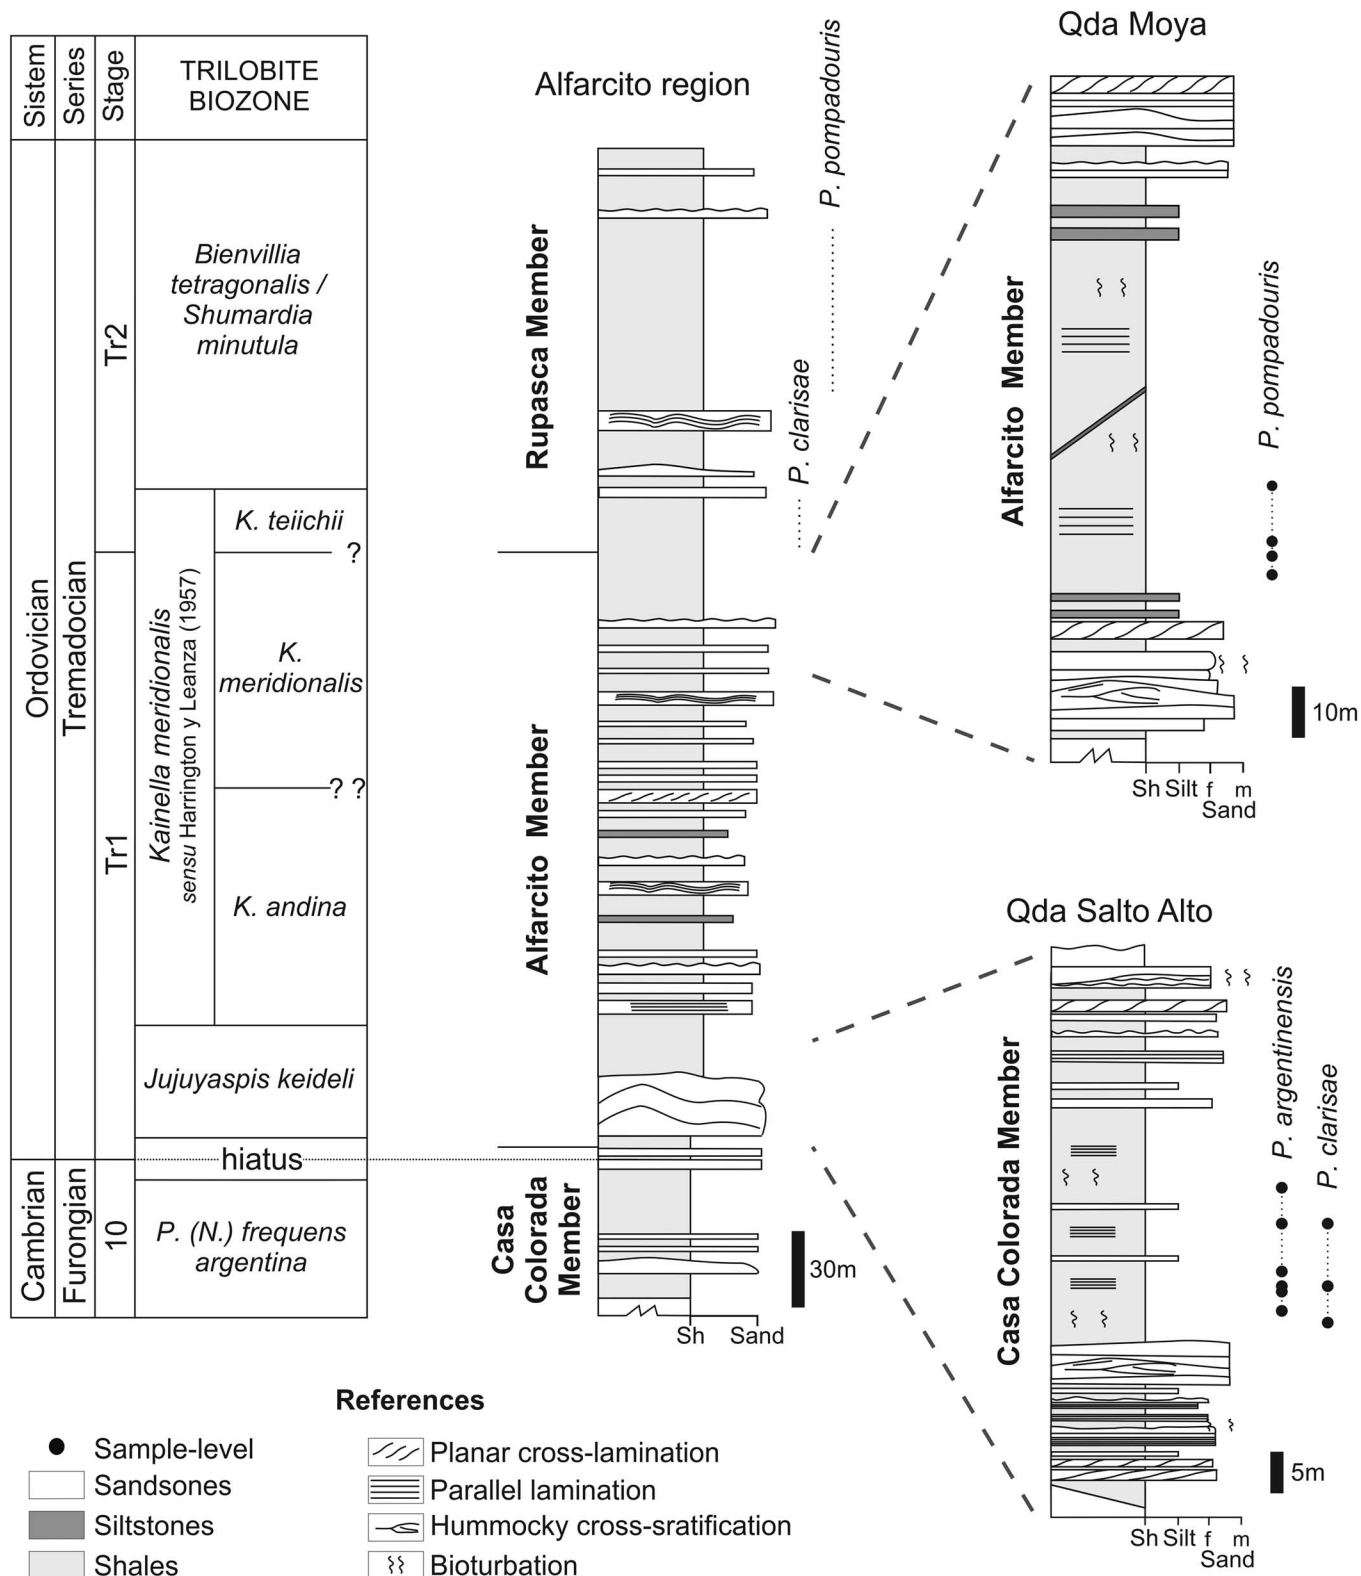 Sistem
Series
Stage
TRILOBITE
BIOZONE
Ordovician
Tremadocian
Tr2
Tr1
Bienvillia
tetragonalis /
Shumardia
minutula
Kainella meridionalis
sensu Harrington y Leanza (1957)
K. teiichii
?
K.
meridionalis
? ?
K. andina
Jujuyaspis keideli
hiatus
Cambrian
Furongian
10
P. (N.) frequens
argentina
Alfarcito region
Rupasca Member
Alfarcito Member
Casa
Colorada
Member
P. pompadouris
P. clarisae
30m
Sh Sand
Qda Moya
Alfarcito Member
P. pompadouris
10m
Sh Silt f m
Sand
Qda Salto Alto
Casa Colorada Member
P. argentinensis
P. clarisae
5m
Sh Silt f m
Sand
References
Sample-level
Sandsones
Siltstones
Shales
Planar cross-lamination
Parallel lamination
Hummocky cross-sratification
Bioturbation